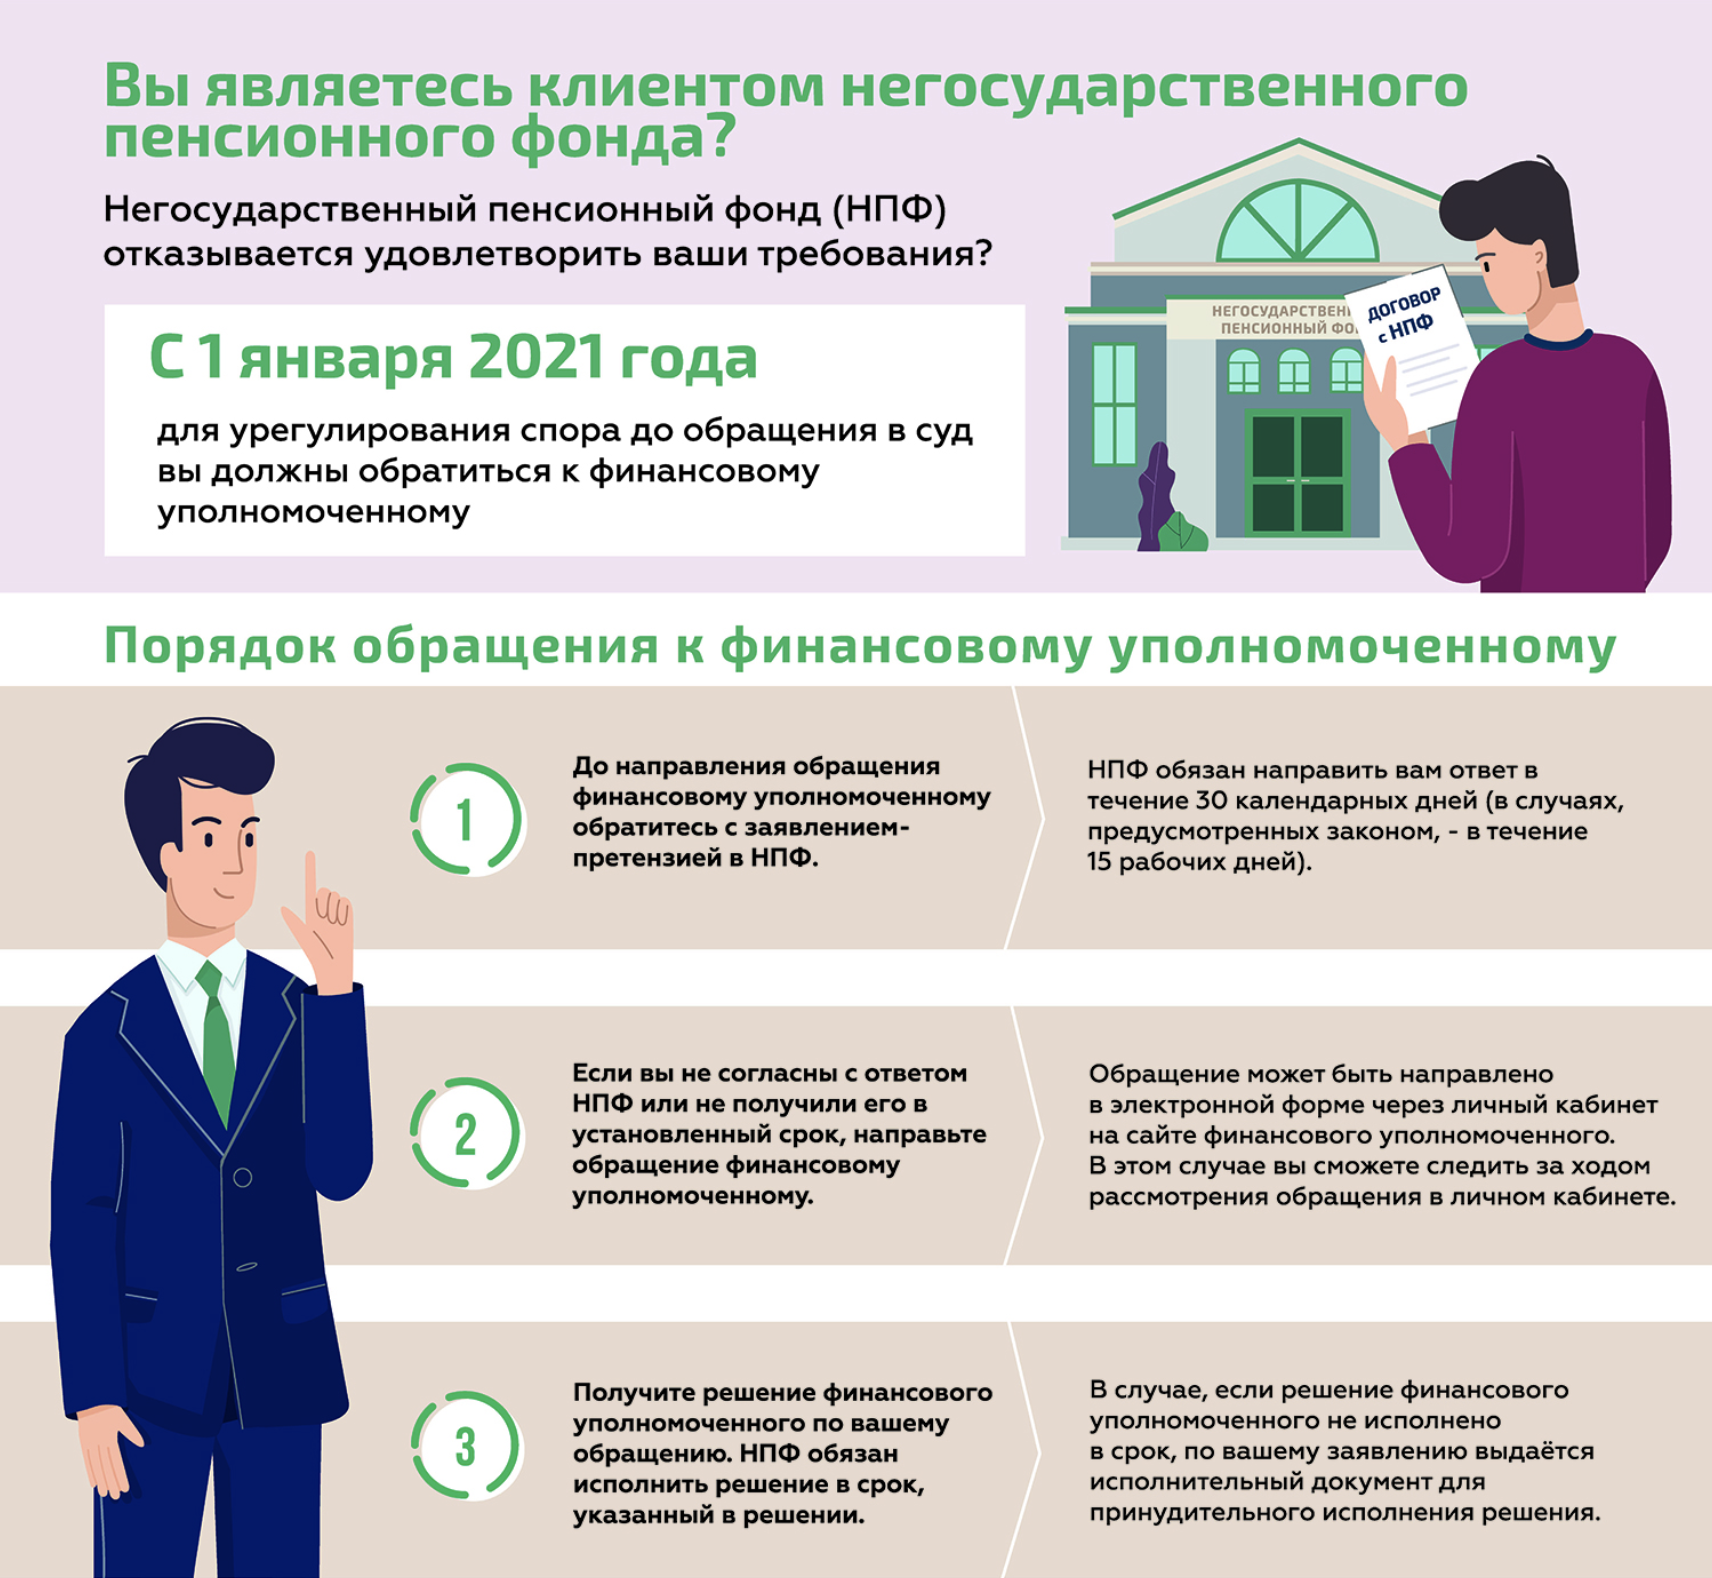 Вы являетесь клиентом негосударственного
пенсионного фонда?
Негосударственный пенсионный фонд (НПФ)
отказывается удовлетворить ваши требования?
С 1 января 2021 года
для урегулирования спора до обращения в суд
вы должны обратиться к финансовому
уполномоченному
ПЕНСИОННЫЙ
ДОГОВОР
с НПФ
Порядок обращения к финансовому уполномоченному
1
До направления обращения
финансовому уполномоченному
обратитесь с заявлением-
претензией в НПФ.
НПФ обязан направить вам ответ в
течение 30 календарных дней (в случаях,
предусмотренных законом, - в течение
15 рабочих дней).
2
Если вы не согласны с ответом
НПФ или не получили его в
установленный срок, направьте
обращение финансовому
уполномоченному.
Обращение может быть направлено
в электронной форме через личный кабинет
на сайте финансового уполномоченного.
В этом случае вы сможете следить за ходом
рассмотрения обращения в личном кабинете.
3
Получите решение финансового
уполномоченного по вашему
обращению. НПФ обязан
исполнить решение в срок,
указанный в решении.
В случае, если решение финансового
уполномоченного не исполнено
в срок, по вашему заявлению выдаётся
исполнительный документ для
принудительного исполнения решения.